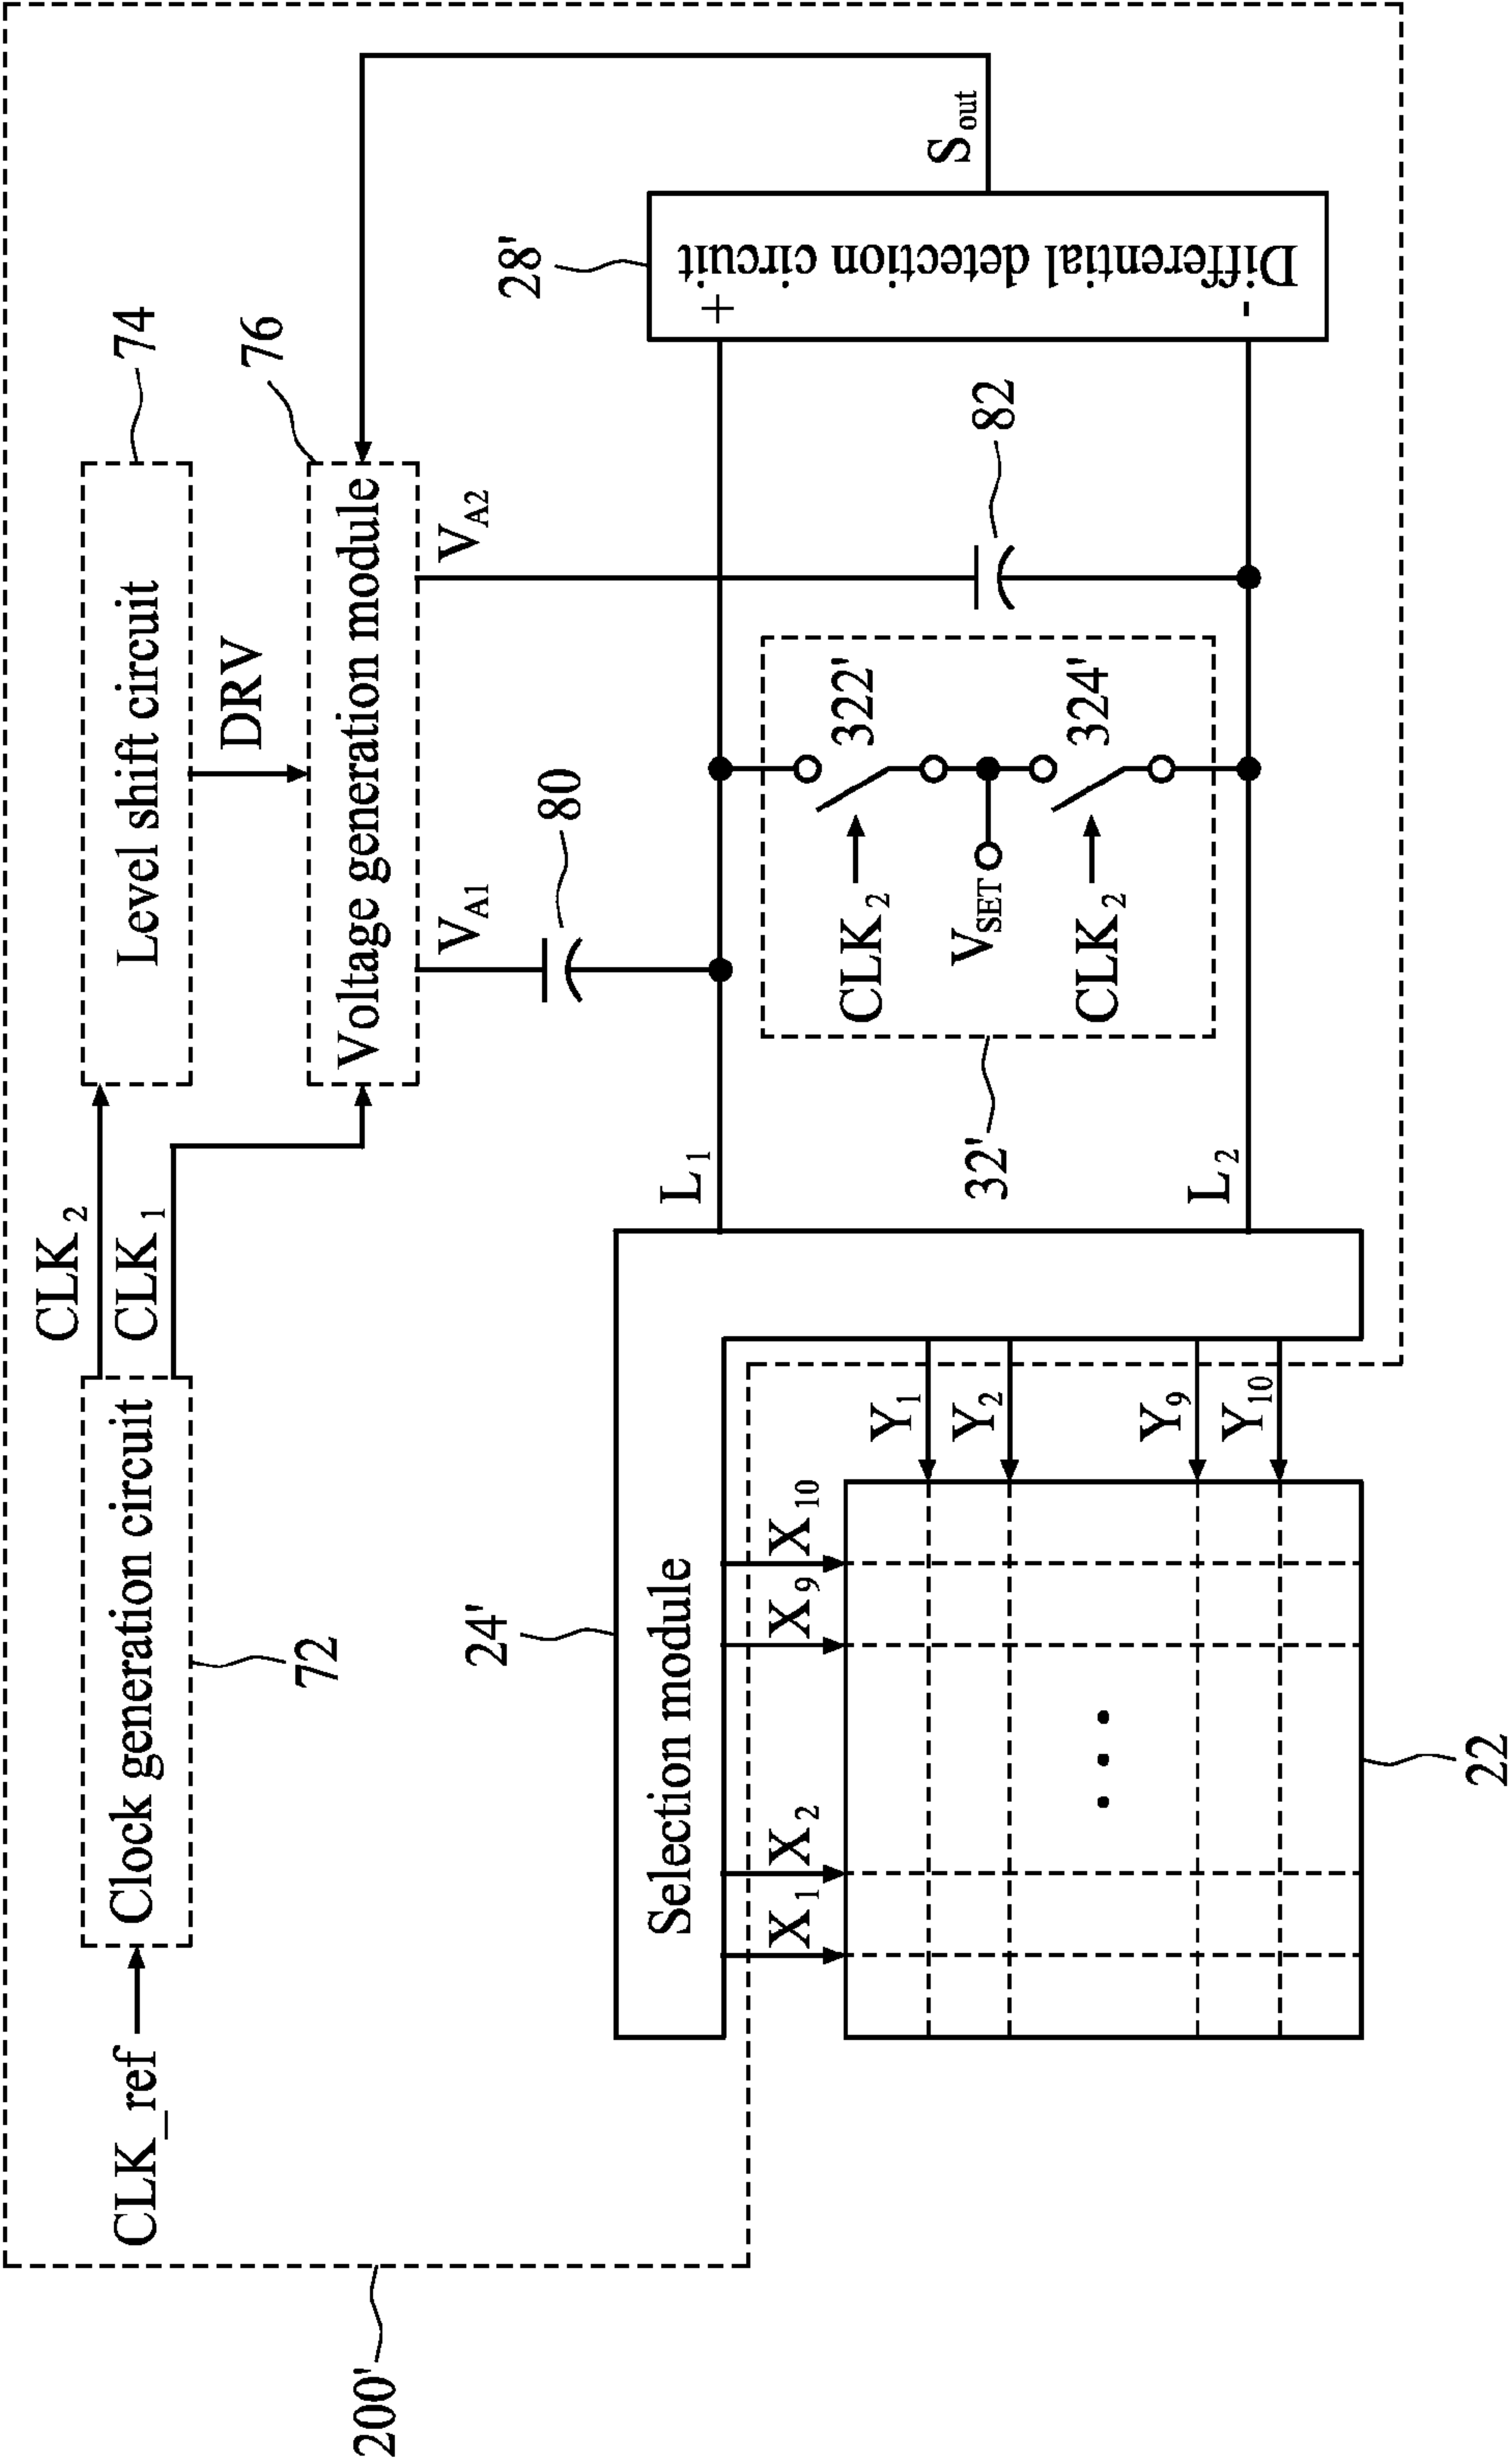 200'
CLK_ref
Clock generation circuit
72
CLK2
CLK1
Level shift circuit
74
DRV
Voltage generation module
76
VA1
VA2
80
82
24'
Selection module
L1
L2
32'
CLK2
322'
VSET
CLK2
324'
28'
+
Differential detection circuit
-
Sout
X1
X2
X9
X10
Y1
Y2
Y9
Y10
22